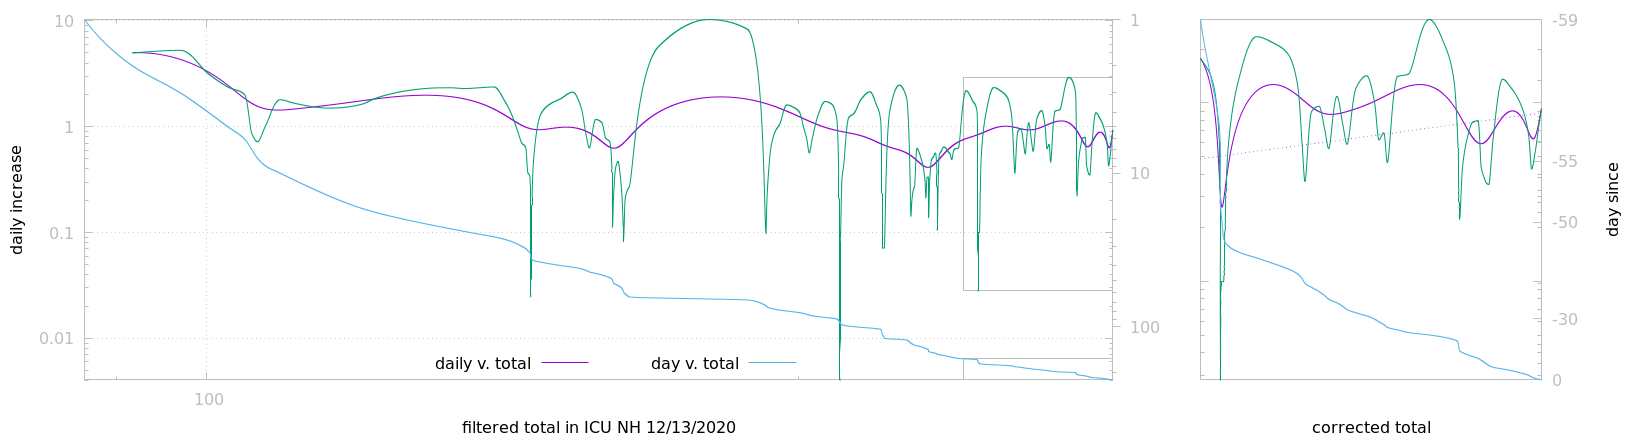 10
1
0.1
0.01
daily increase
daily v. total
day v. total
100
filtered total in ICU NH 12/13/2020
1
10
100
-59
-55
-50
-30
0
day since
corrected total